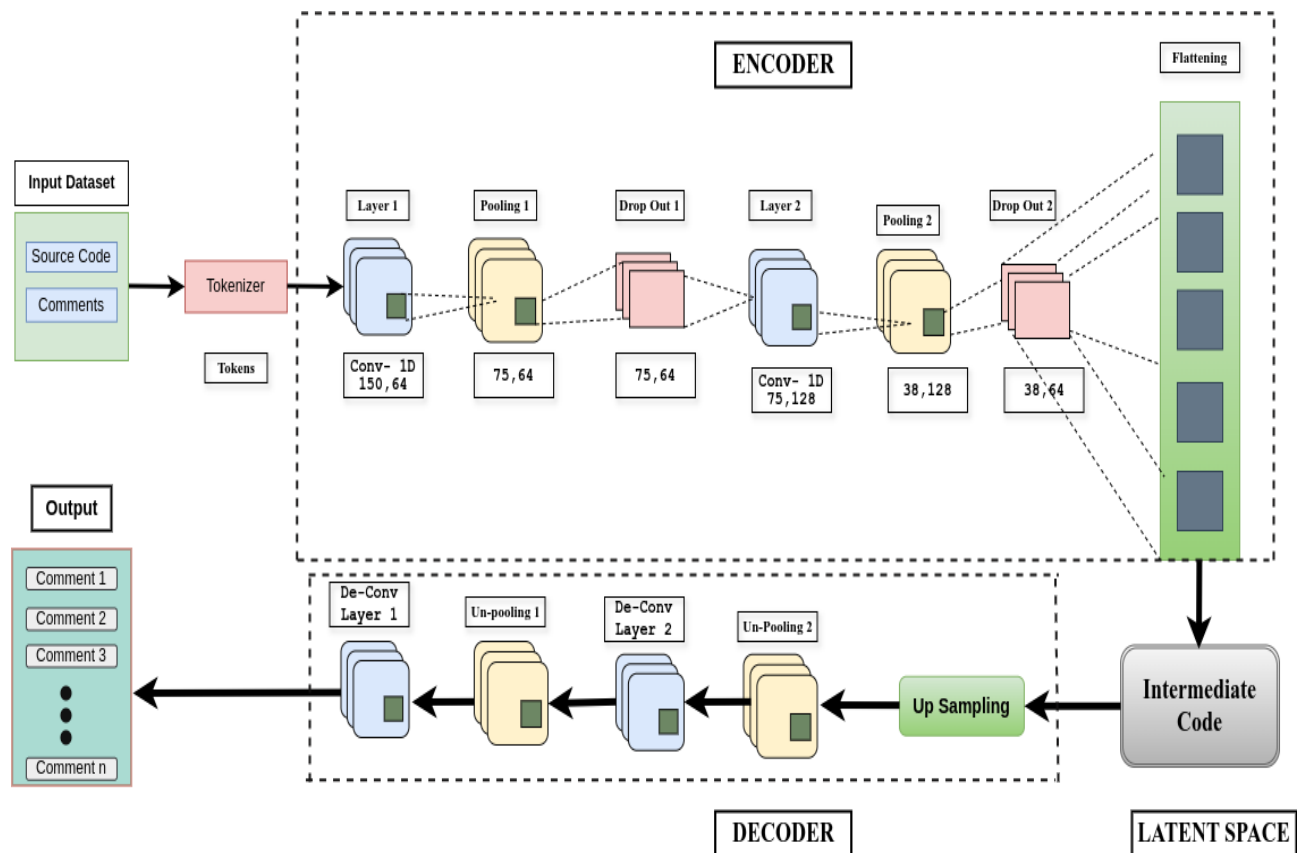 ENCODER
Flattening
Input Dataset
Source Code
Comments
Tokenizer
Tokens
Layer 1
Pooling 1
Drop Out 1
Layer 2
Pooling 2
Drop Out 2
Conv- 1D
150,64
75,64
75,64
Conv- 1D
75,128
38,128
38,64
Output
Comment 1
Comment 2
Comment 3
Comment n
De-Conv
Layer 1
Un-pooling 1
De-Conv
Layer 2
Un-Pooling 2
Up Sampling
Intermediate
Code
DECODER
LATENT SPACE